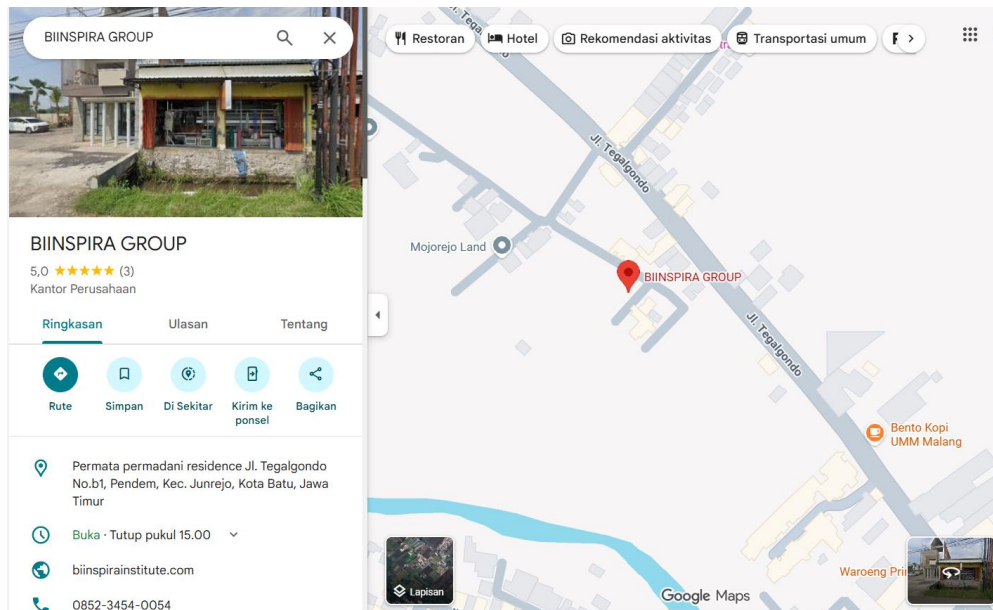 BIINSPIRA GROUP
Restoran
Hotel
Rekomendasi aktivitas
Transportasi umum
BIINSPIRA GROUP
5,0 ★★★★★ (3)
Kantor Perusahaan
Ringkasan
Ulasan
Tentang
Rute
Simpan
Di Sekitar
Kirim ke
ponsel
Bagikan
Permata permadani residence Jl. Tegalgondo
No.b1, Pendem, Kec. Junrejo, Kota Batu, Jawa
Timur
Buka · Tutup pukul 15.00
biinspirainstitute.com
0852-3454-0054
Jl. Tegalgondo
Mojorejo Land
BIINSPIRA GROUP
Jl. Tegalgondo
Bento Kopi
UMM Malang
Waroeng
Lapisan
Google Maps